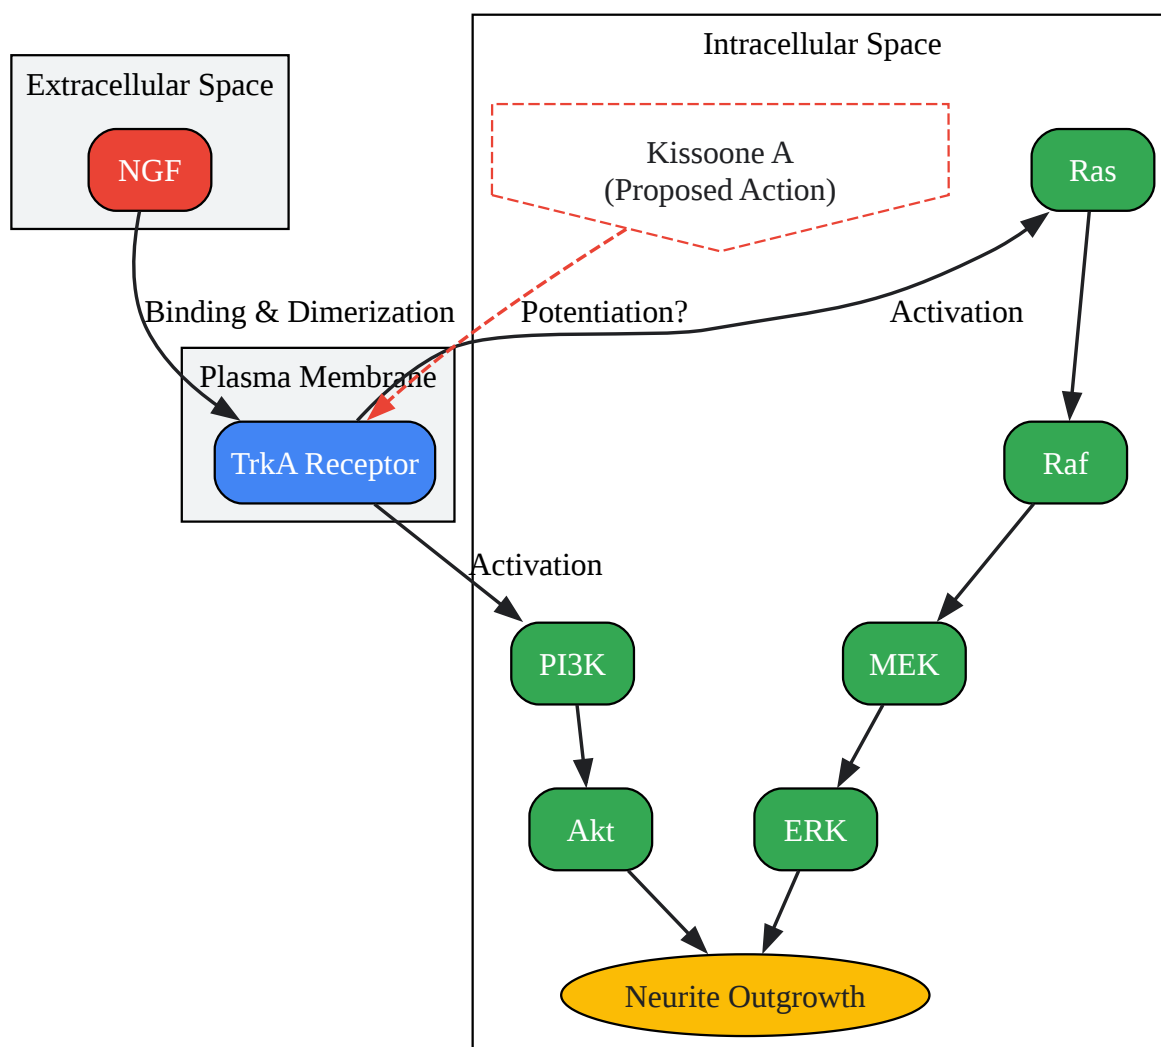 Intracellular Space
Extracellular Space
Kissoone A
(Proposed Action)
NGF
Ras
Binding & Dimerization
Potentiation?
Activation
Plasma Membrane
TrkA Receptor
Raf
Activation
PI3K
MEK
Akt
ERK
Neurite Outgrowth